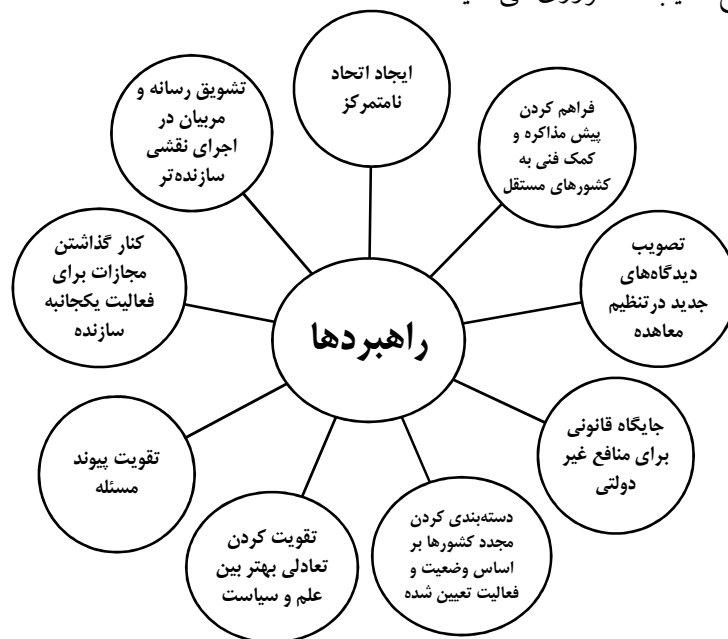 ایجاد اتحاد
نامتمرکز
فراهم کردن
پیش مذاکره و
کمک فنی به
کشورهای مستقل
تصویب
دیدگاه‌های
جدید درتنظیم
معاهده
جایگاه قانونی
برای منافع غیر
دولتی
دسته‌بندی کردن
مجدد کشورها بر
اساس وضعیت و
فعالیت تعیین شده
تقویت کردن
تعادلی بهتر بین
علم و سیاست
تقویت پیوند
مسئله
کنار گذاشتن
مجازات برای
فعالیت یکجانبه
سازنده
تشویق رسانه و
مربیان در
اجرای نقشی
سازنده‌تر
راهبردها